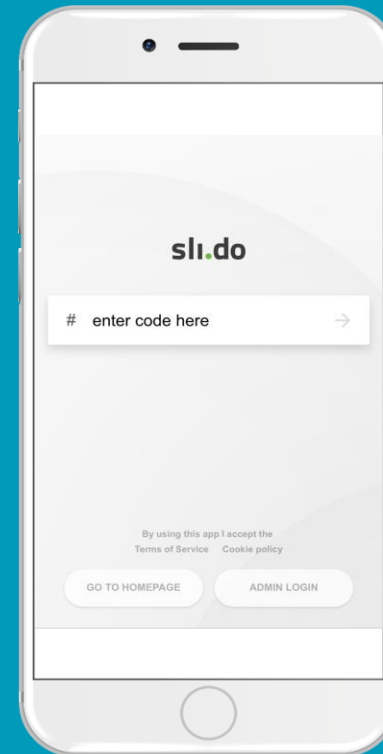 sli.do
# enter code here
By using this app I accept the
Terms of Service Cookie policy
GO TO HOMEPAGE ADMIN LOGIN